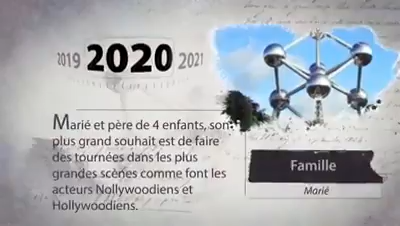 2019 2020 2021
Marié et père de 4 enfants, son
plus grand souhait est de faire
des tournées dans les plus
grandes scènes comme font les
acteurs Nollywoodiens et
Hollywoodiens.
Famille
Marié